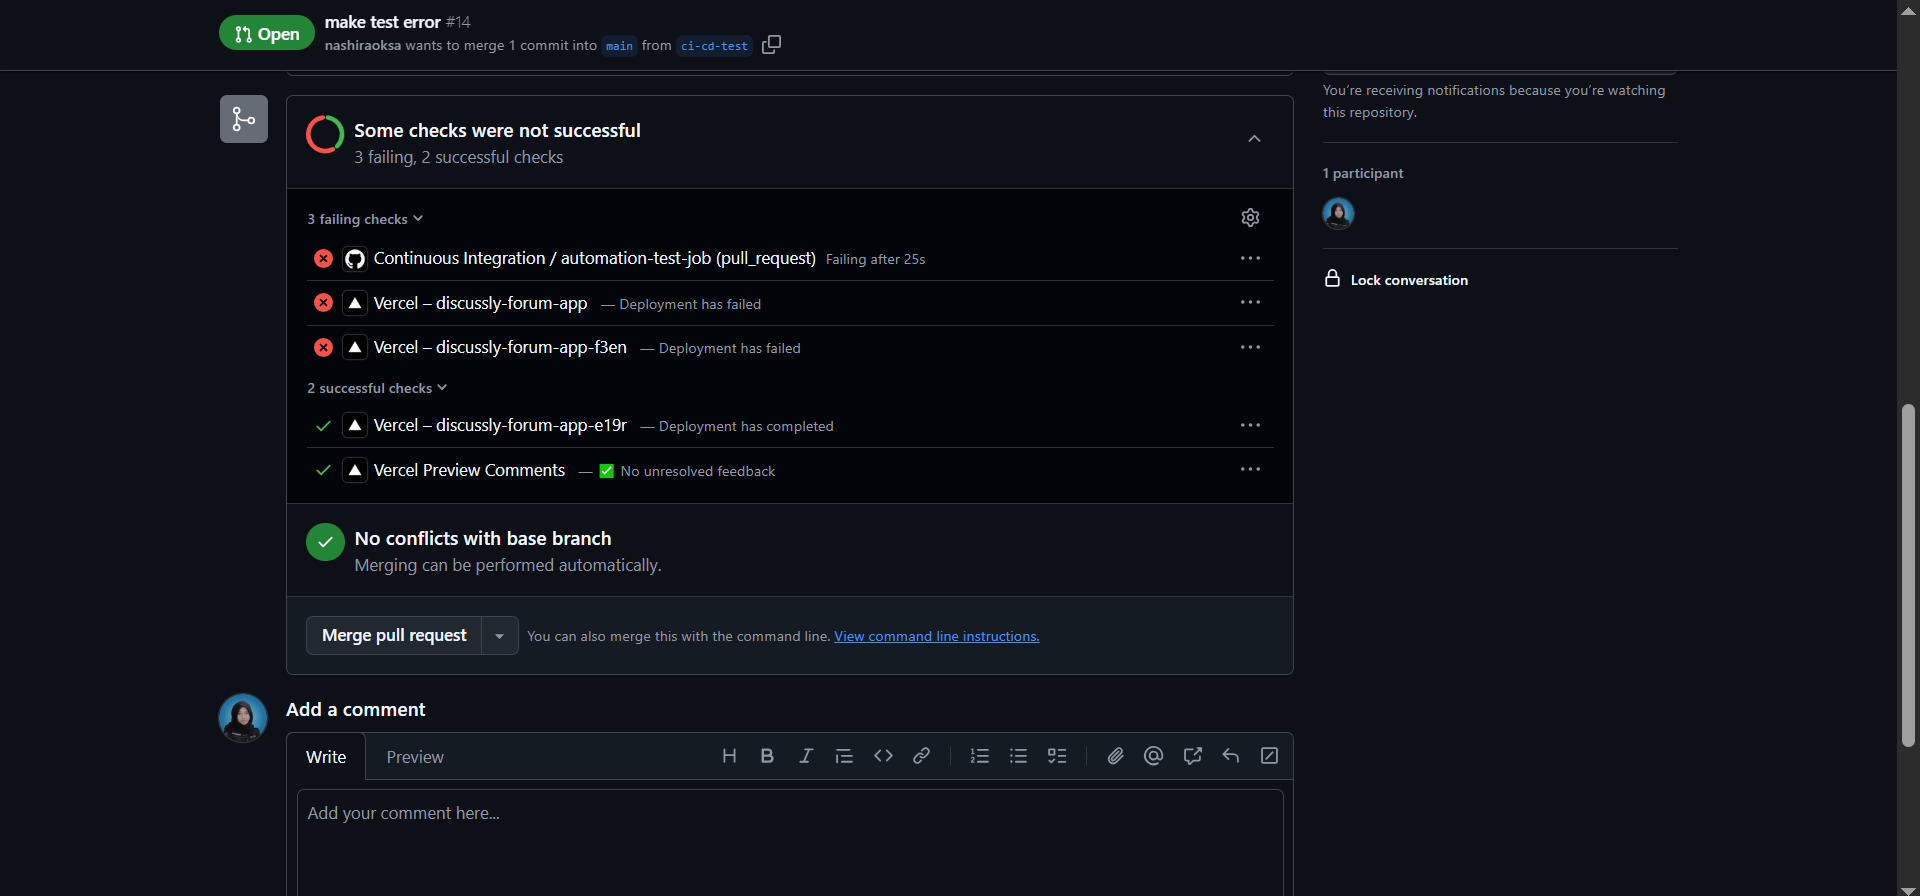 Open
make test error #14
nashiraoksa wants to merge 1 commit into main from ci-cd-test
You're receiving notifications because you're watching
this repository.
1 participant
Lock conversation
Some checks were not successful
3 failing, 2 successful checks
3 failing checks
Continuous Integration / automation-test-job (pull_request) Failing after 25s
Vercel – discussly-forum-app — Deployment has failed
Vercel – discussly-forum-app-f3en — Deployment has failed
2 successful checks
Vercel – discussly-forum-app-e19r — Deployment has completed
Vercel Preview Comments — ✅ No unresolved feedback
No conflicts with base branch
Merging can be performed automatically.
Merge pull request
You can also merge this with the command line. View command line instructions.
Add a comment
Write Preview
Add your comment here...